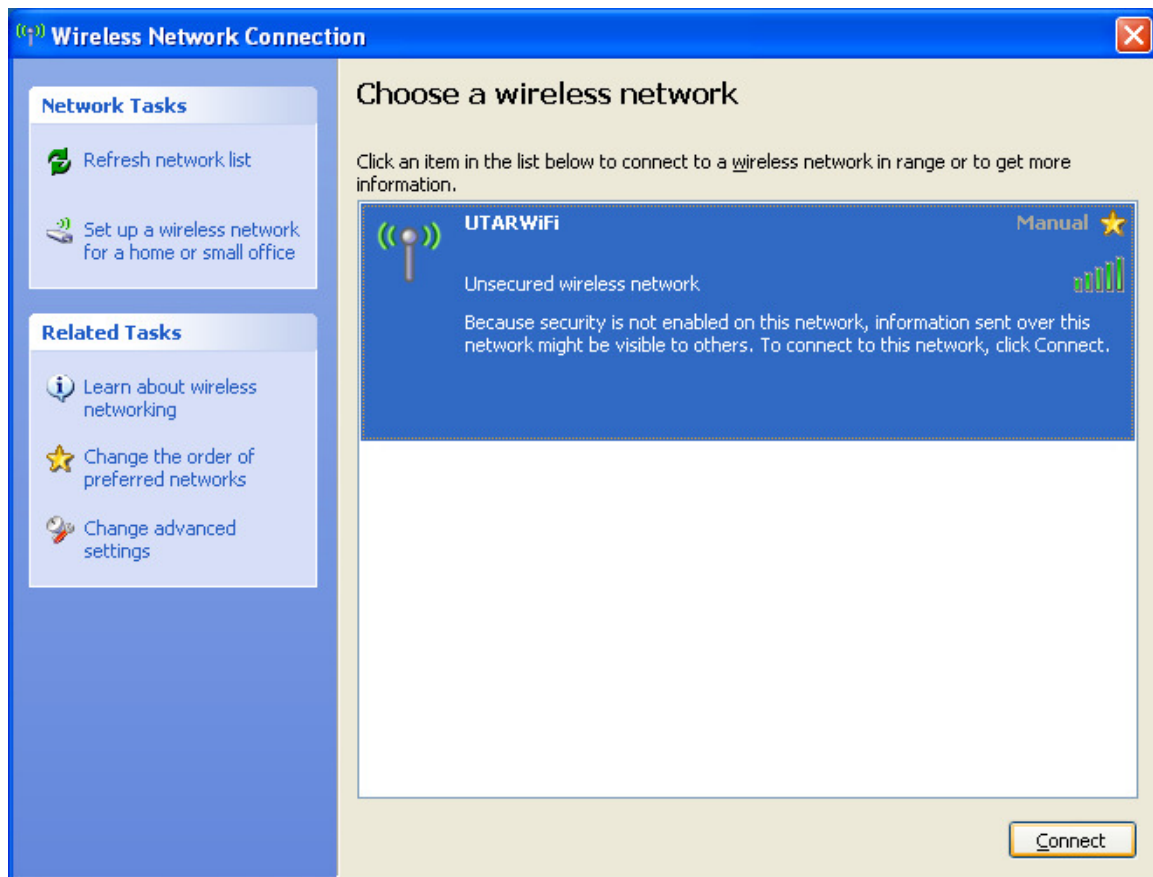 Wireless Network Connection
Network Tasks
Refresh network list
Set up a wireless network
for a home or small office
Related Tasks
Learn about wireless
networking
Change the order of
preferred networks
Change advanced
settings
Choose a wireless network
Click an item in the list below to connect to a wireless network in range or to get more
information.
UTARWiFi Manual
Unsecured wireless network
Because security is not enabled on this network, information sent over this
network might be visible to others. To connect to this network, click Connect.
Connect